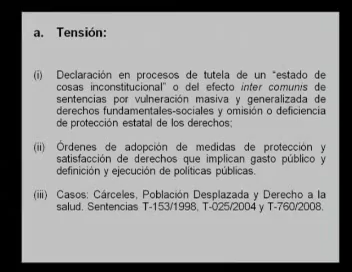 a. Tensión:
(i) Declaración en procesos de tutela de un "estado de
cosas inconstitucional" o del efecto inter comunis de
sentencias por vulneración masiva y generalizada de
derechos fundamentales-sociales y omisión o deficiencia
de protección estatal de los derechos;
(ii) Órdenes de adopción de medidas de protección y
satisfacción de derechos que implican gasto público y
definición y ejecución de políticas públicas.
(iii) Casos: Cárceles, Población Desplazada y Derecho a la
salud. Sentencias T-153/1998, T-025/2004 y T-760/2008.